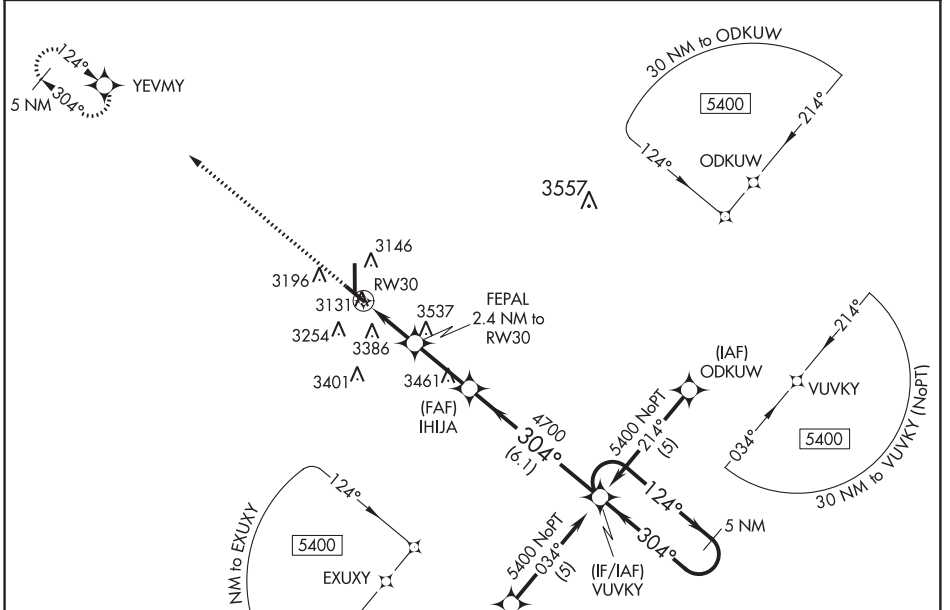 30 NM to ODKUW
5400
214°
124°
ODKUW
124°
304°
5 NM
YEVMY
3557
3146
3196
RW30
3131
3537
FEPAL
2.4 NM to
RW30
3254
3386
3401
3461
(FAF)
IHIJA
4700
304°
(6.1)
(IAF)
ODKUW
5400 NoPT
214°
(5)
214°
VUVKY
034°
5400
30 NM to VUVKY (NoPT)
124°
304°
5 NM
(IF/IAF)
VUVKY
5400 NoPT
034°
(5)
124°
5400
EXUXY
NM to EXUXY